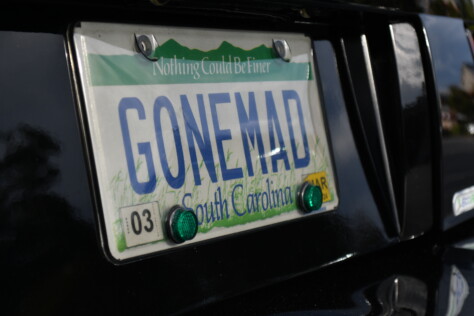 Nothing Could Be Finer
GONEMAD
03
South Carolina